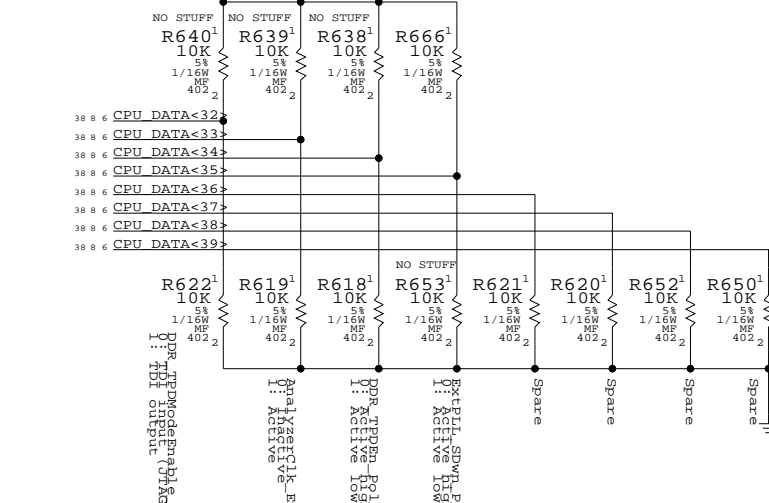 NO STUFF NO STUFF NO STUFF
R640 1 R639 1 R638 1 R666 1
10K 10K 10K 10K
5% 5% 5% 5%
1/16W 1/16W 1/16W 1/16W
MF MF MF MF
402 2 402 2 402 2 402 2
38 8 6 CPU_DATA<32>
38 8 6 CPU_DATA<33>
38 8 6 CPU_DATA<34>
38 8 6 CPU_DATA<35>
38 8 6 CPU_DATA<36>
38 8 6 CPU_DATA<37>
38 8 6 CPU_DATA<38>
38 8 6 CPU_DATA<39>
NO STUFF
R622 1 R619 1 R618 1 R653 1 R621 1 R620 1 R652 1 R650 1
10K 10K 10K 10K 10K 10K 10K 10K
5% 5% 5% 5% 5% 5% 5% 5%
1/16W 1/16W 1/16W 1/16W 1/16W 1/16W 1/16W 1/16W
MF MF MF MF MF MF MF MF
402 2 402 2 402 2 402 2 402 2 402 2 402 2 402 2
DDR_TPDModeEnable
0: TDI input (JTAG
1: TDI output
AnalyzerClk_E
0: Inactive
1: Active
DDR_TPDEn_Pol
0: Active hig
1: Active low
ExtPLL_SDwn_P
0: Active hig
1: Active low
Spare
Spare
Spare
Spare